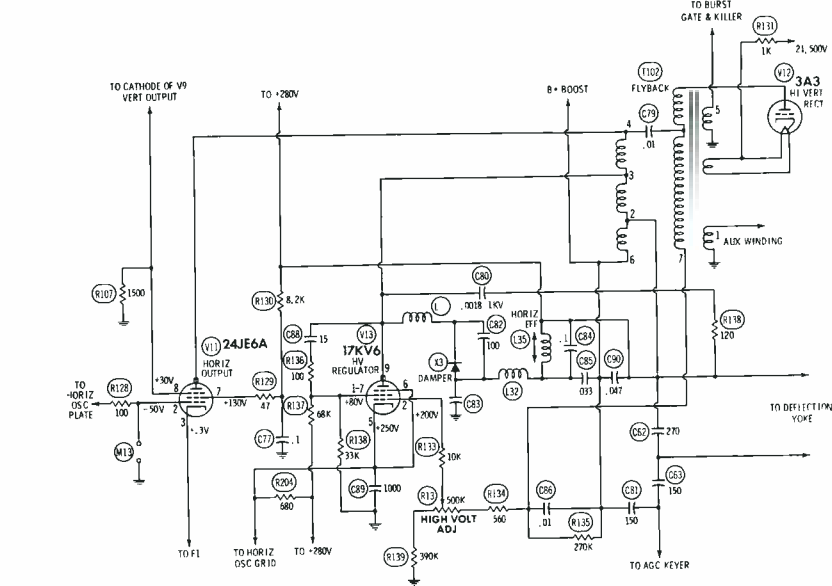 TO BURST
GATE & KILLER
R131
1K
21,500V
T102
FLYBACK
V12
3A3
HI VERT
RECT
TO CATHODE OF V9
VERT OUTPUT
TO +280V
B+ BOOST
C79
.01
4
5
3
2
6
7
1
AUX WINDING
R107
1500
R130
8.2K
C80
.0018 1KV
L
C82
100
HORIZ
EFF
L35
.1
C84
R138
120
V11
24JE6A
HORIZ
OUTPUT
C88
15
R136
100
V13
17KV6
HV
REGULATOR
9
X3
DAMPER
C85
.033
C90
.047
L32
C83
TO
HORIZ
OSC
PLATE
R128
100
+30V
-50V
8
2
3
7
+130V
+.3V
R129
47
R137
68K
1-7
+80V
6
2
5
+200V
+250V
TO DEFLECTION
YOKE
M13
C77
.1
R138
33K
R133
10K
C62
270
R204
680
C89
1000
R13
500K
HIGH VOLT
ADJ
R134
560
C86
.01
R135
270K
C81
150
C63
150
TO F1
TO HORIZ
OSC GRID
TO +280V
R139
390K
TO AGC KEYER